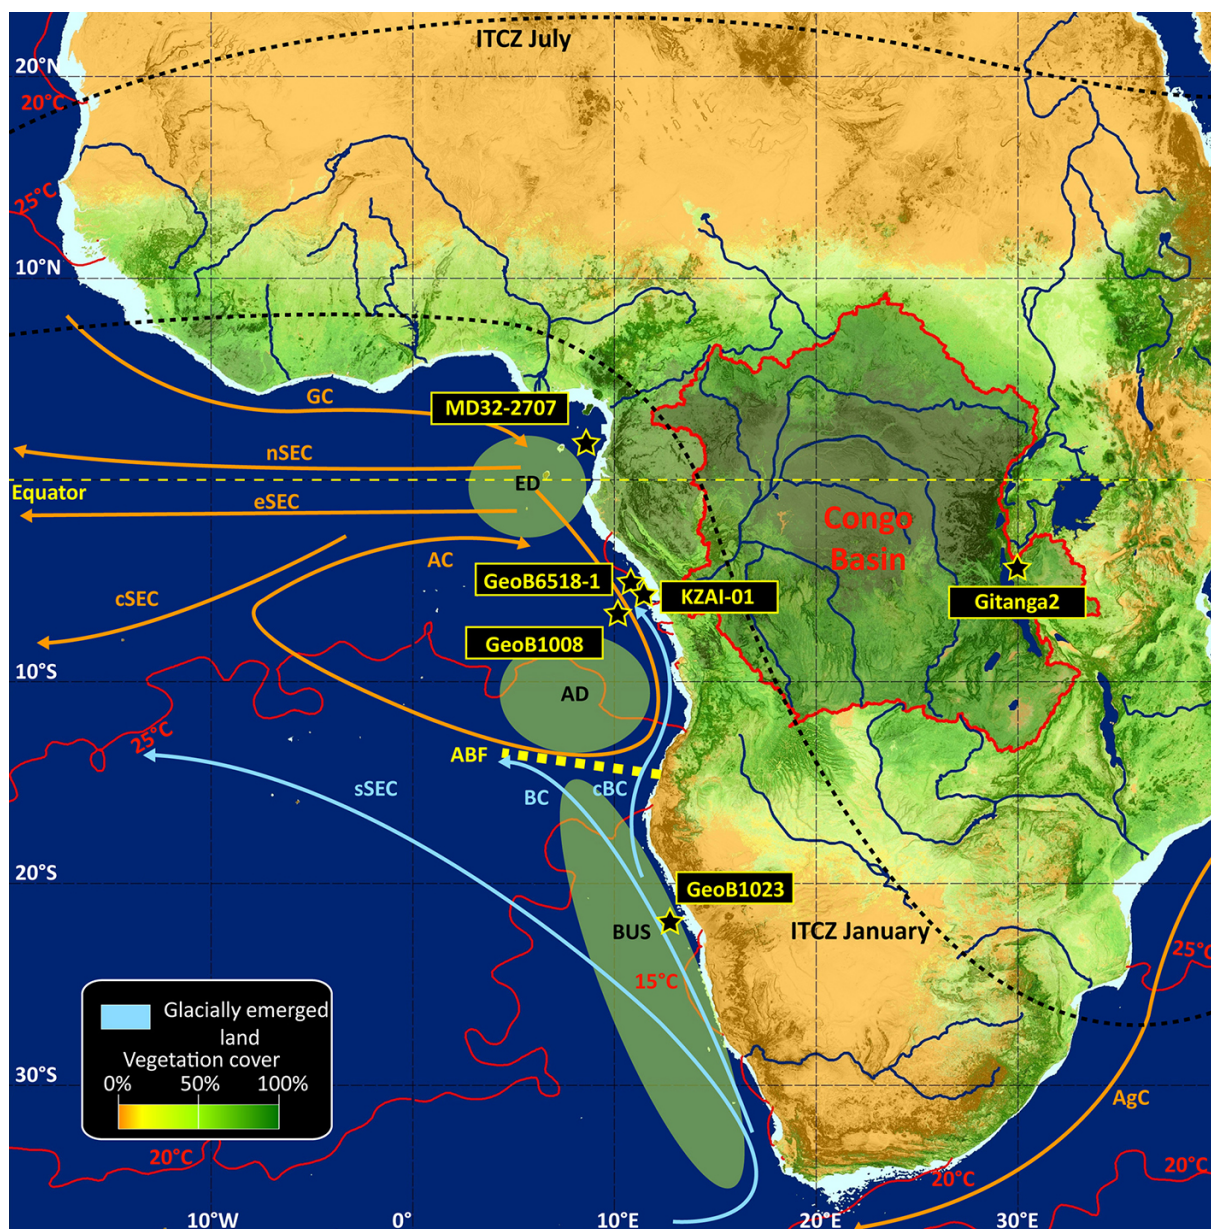 ITCZ July
20°N
20°C
25°C
10°N
GC
MD32-2707
nSEC
ED
Equator
eSEC
Congo
Basin
AC
GeoB6518-1
KZAI-01
cSEC
Gitanga2
GeoB1008
10°S
AD
25°C
ABF
sSEC
BC
cBC
20°S
GeoB1023
BUS
ITCZ January
25°C
15°C
Glacially emerged
land
Vegetation cover
0% 50% 100%
30°S
AgC
20°C
20°C
20°C
10°W 0° 10°E 20°E 30°E